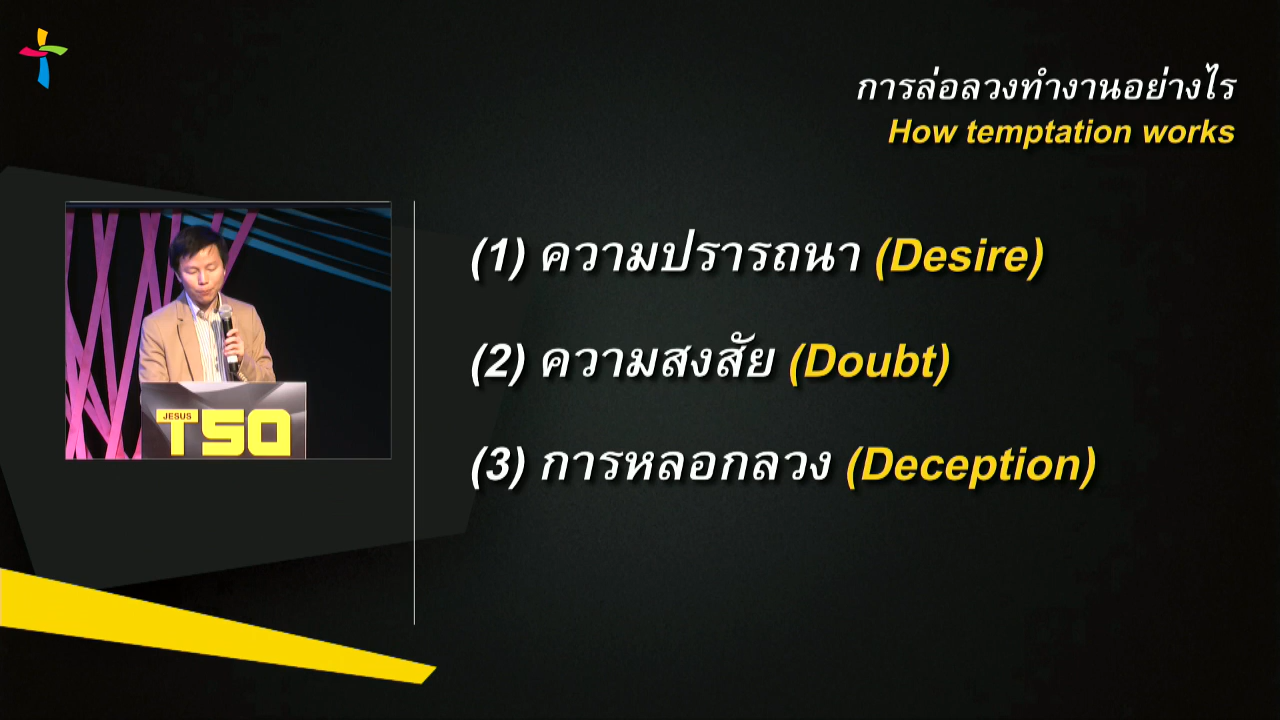 การล่อลวงทำงานอย่างไร
How temptation works
(1) ความปรารถนา (Desire)
(2) ความสงสัย (Doubt)
(3) การหลอกลวง (Deception)
JESUS
TSQ